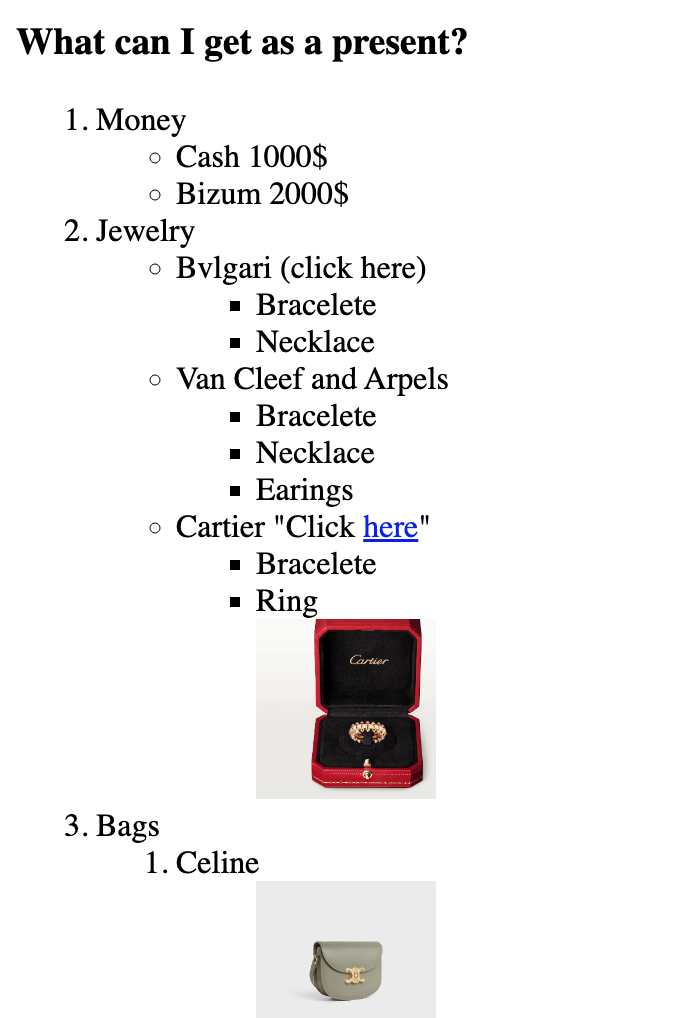 What can I get as a present?
1. Money
◦ Cash 1000$
◦ Bizum 2000$
2. Jewelry
◦ Bvlgari (click here)
▪ Bracelete
▪ Necklace
◦ Van Cleef and Arpels
▪ Bracelete
▪ Necklace
▪ Earings
◦ Cartier "Click here"
▪ Bracelete
▪ Ring
Cartier
3. Bags
1. Celine